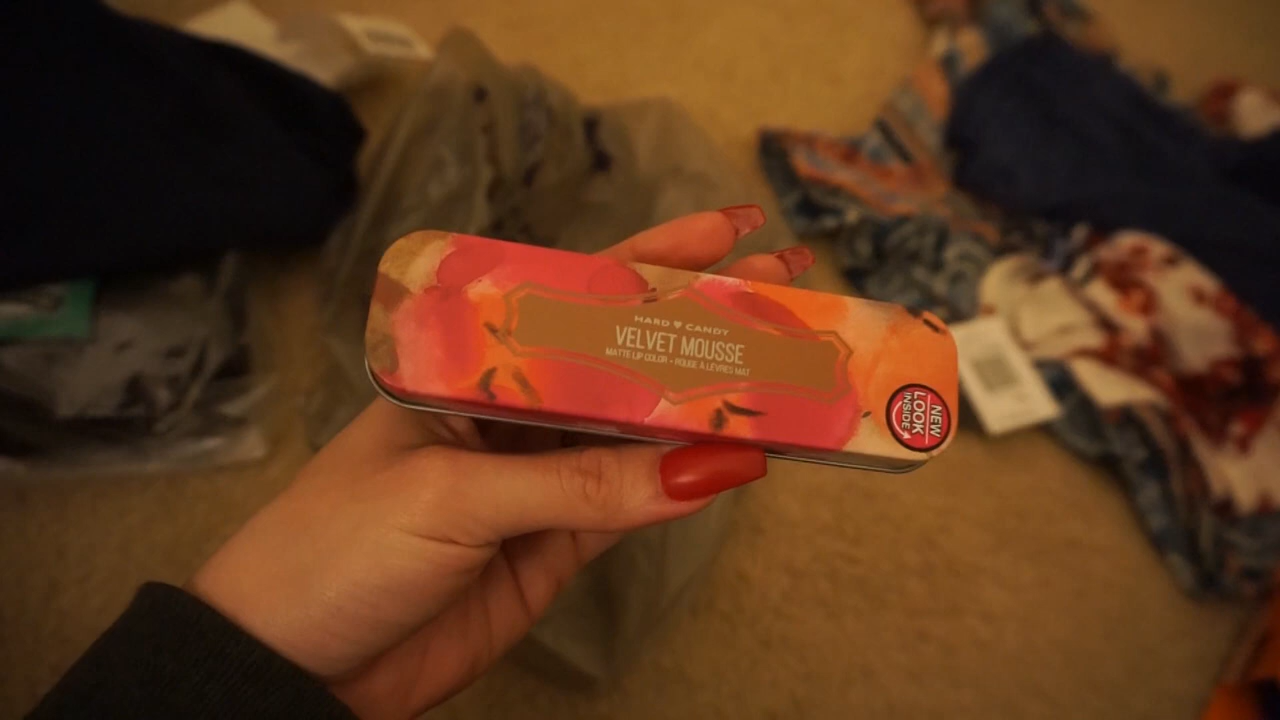 HARD ♥ CANDY
VELVET MOUSSE
MATTE LIP COLOR • ROUGE À LÈVRES MAT
NEW
LOOK
INSIDE